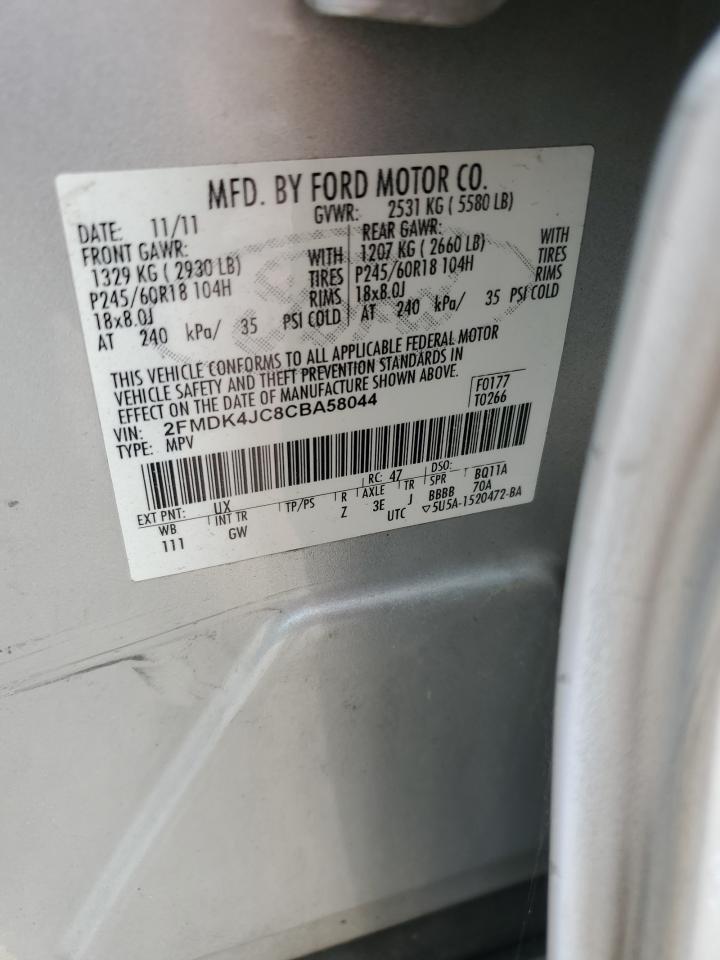 MFD. BY FORD MOTOR CO.
DATE: 11/11 GVWR: 2531 KG ( 5580 LB)
FRONT GAWR: REAR GAWR:
1329 KG ( 2930 LB) WITH 1207 KG ( 2660 LB) WITH
P245/60R18 104H TIRES P245/60R18 104H TIRES
18x8.0J RIMS 18x8.0J RIMS
AT 240 kPa/ 35 PSI COLD AT 240 kPa/ 35 PSI COLD
THIS VEHICLE CONFORMS TO ALL APPLICABLE FEDERAL MOTOR
VEHICLE SAFETY AND THEFT PREVENTION STANDARDS IN
EFFECT ON THE DATE OF MANUFACTURE SHOWN ABOVE.
VIN: 2FMDK4JC8CBA58044 F0177
TYPE: MPV T0266
EXT PNT: UX RC: 47 DSO:
WB INT TR TP/PS R AXLE TR SPR BQ11A
111 GW Z 3E J BBBB 70A
UTC ▽5U5A-1520472-BA